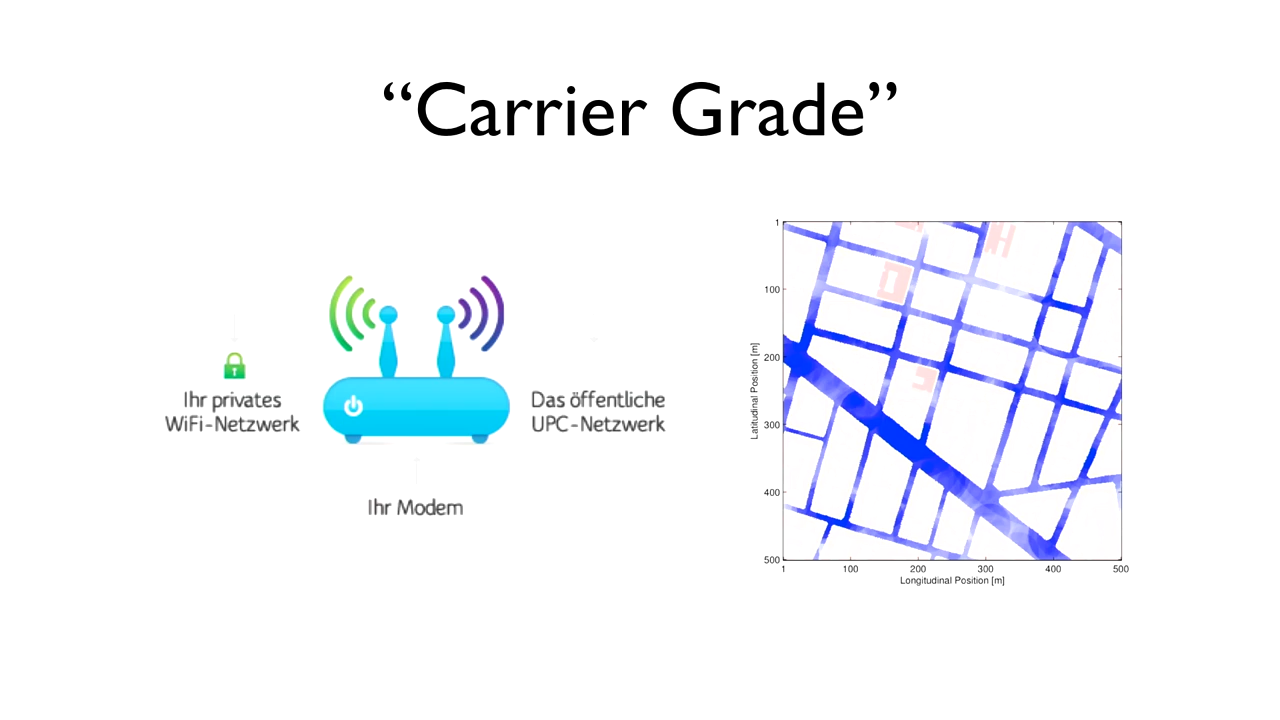 “Carrier Grade”
Ihr privates
WiFi-Netzwerk
Das öffentliche
UPC-Netzwerk
Ihr Modem
Latitudinal Position [m]
1
100
200
300
400
500
1
100
200
300
400
500
Longitudinal Position [m]